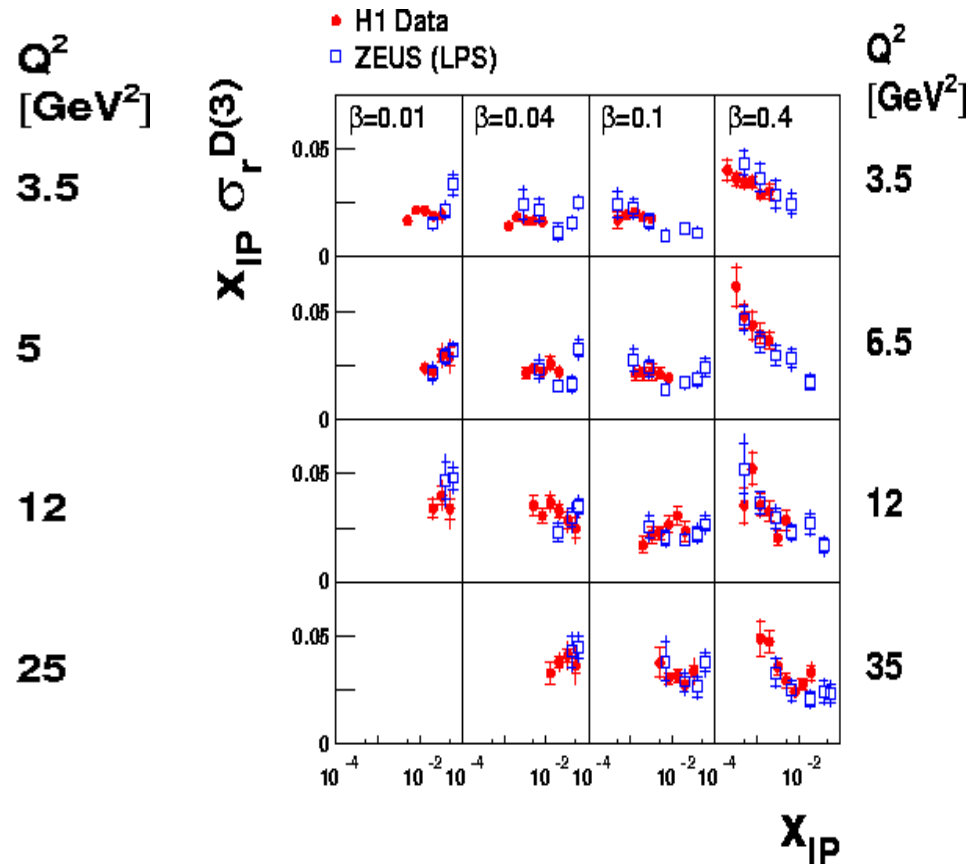 H1 Data
ZEUS (LPS)
Q²
[GeV²]
Q²
[GeV²]
X_IP σ_r^D(3)
β=0.01 β=0.04 β=0.1 β=0.4
3.5 0.05 0 3.5
5 0.05 0 6.5
12 0.05 0 12
25 0.05 0 35
10⁻⁴ 10⁻² 10⁻⁴ 10⁻² 10⁻⁴ 10⁻² 10⁻⁴ 10⁻²
X_IP